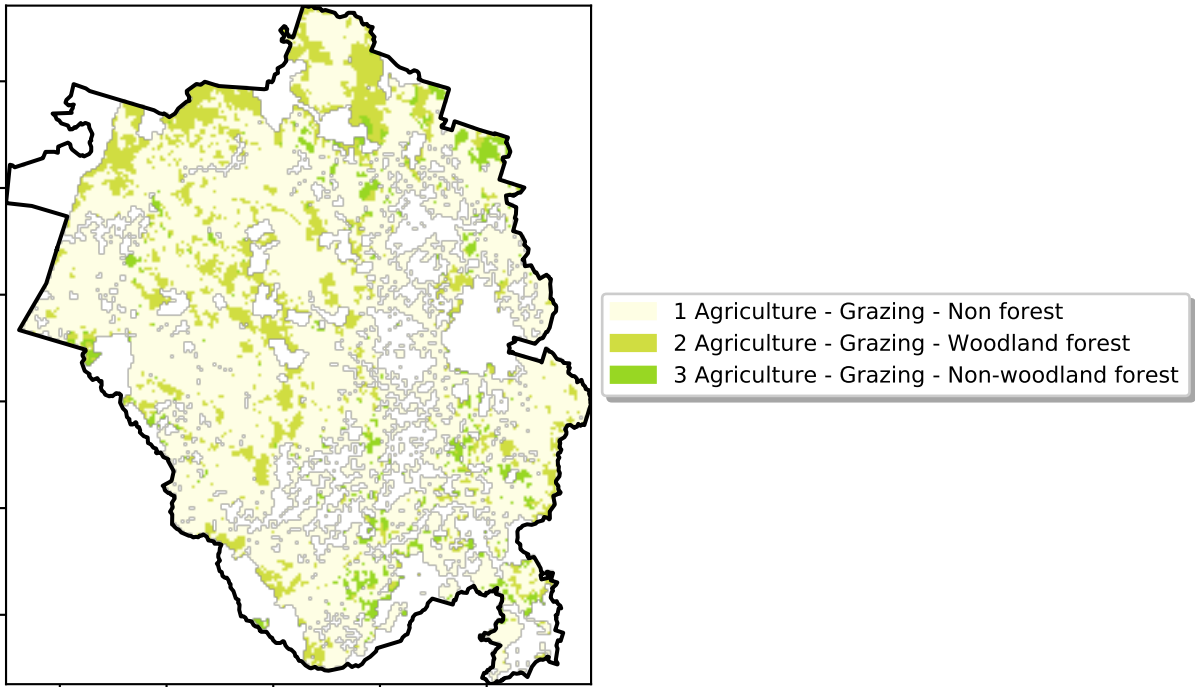 1 Agriculture - Grazing - Non forest
2 Agriculture - Grazing - Woodland forest
3 Agriculture - Grazing - Non-woodland forest